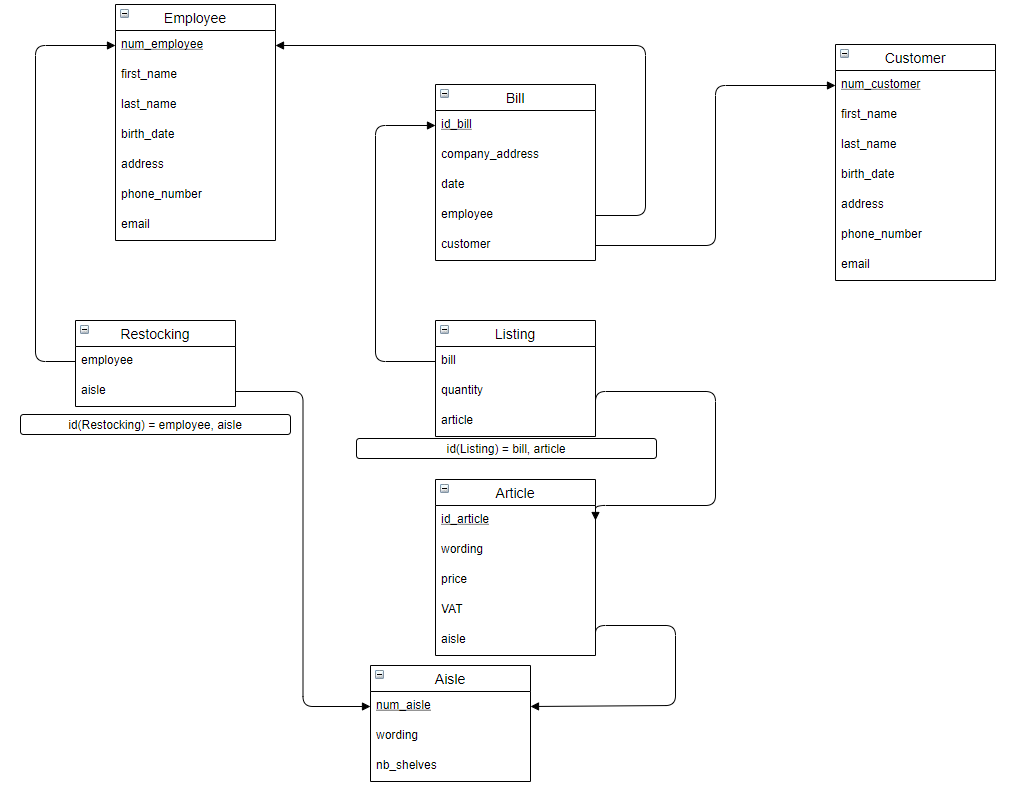 Employee
num_employee
first_name
last_name
birth_date
address
phone_number
email
Bill
id_bill
company_address
date
employee
customer
Customer
num_customer
first_name
last_name
birth_date
address
phone_number
email
Restocking
employee
aisle
id(Restocking) = employee, aisle
Listing
bill
quantity
article
id(Listing) = bill, article
Article
id_article
wording
price
VAT
aisle
Aisle
num_aisle
wording
nb_shelves